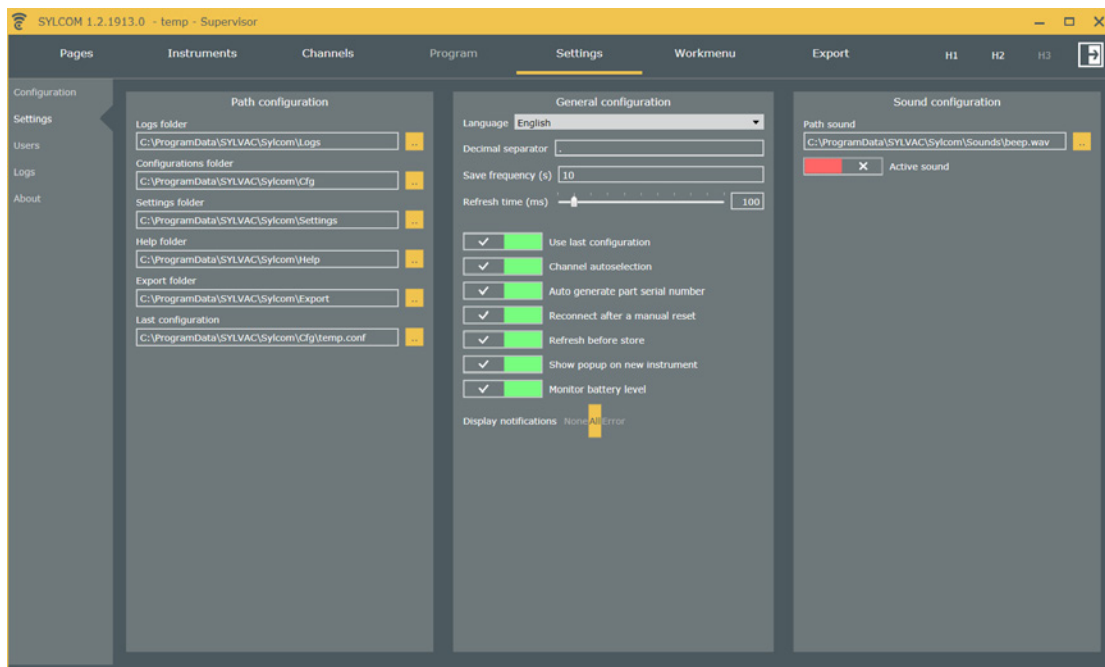 SYLCOM 1.2.1913.0 - temp - Supervisor
Pages Instruments Channels Program Settings Workmenu Export H1 H2 H3
Configuration
Settings
Users
Logs
About
Path configuration
Logs folder
C:\ProgramData\SYLVAC\Sylcom\Logs ..
Configurations folder
C:\ProgramData\SYLVAC\Sylcom\Cfg ..
Settings folder
C:\ProgramData\SYLVAC\Sylcom\Settings ..
Help folder
C:\ProgramData\SYLVAC\Sylcom\Help ..
Export folder
C:\ProgramData\SYLVAC\Sylcom\Export ..
Last configuration
C:\ProgramData\SYLVAC\Sylcom\Cfg\temp.conf ..
General configuration
Language English
Decimal separator .
Save frequency (s) 10
Refresh time (ms) 100
Use last configuration
Channel autoselection
Auto generate part serial number
Reconnect after a manual reset
Refresh before store
Show popup on new instrument
Monitor battery level
Display notifications None All Error
Sound configuration
Path sound
C:\ProgramData\SYLVAC\Sylcom\Sounds\beep.wav ..
Active sound